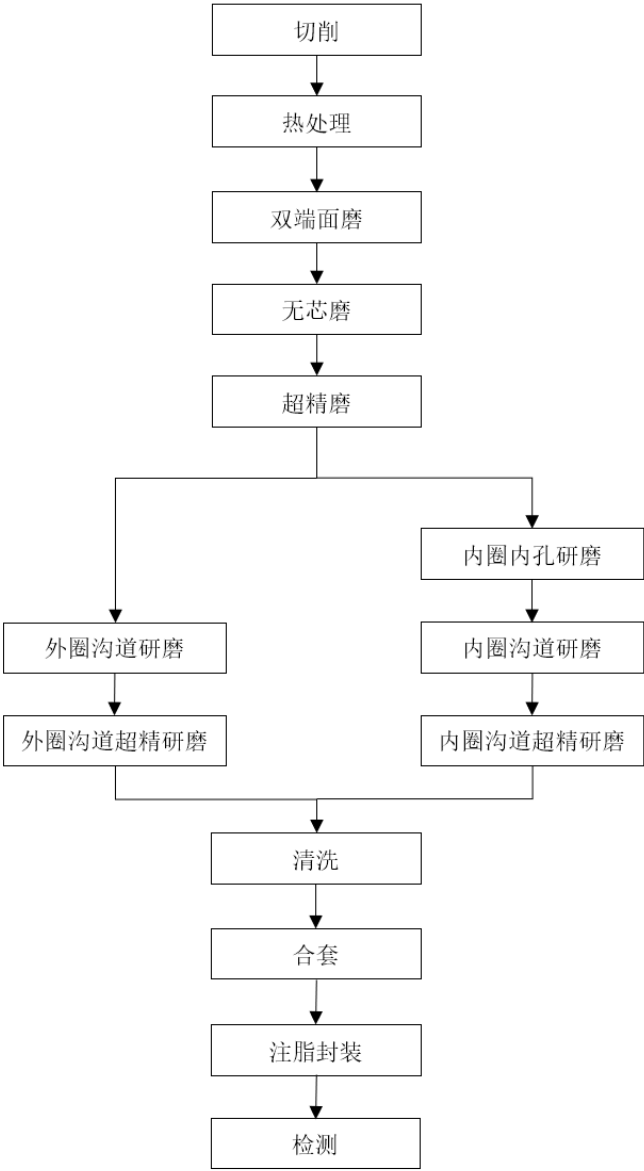 切削
热处理
双端面磨
无芯磨
超精磨
内圈内孔研磨
外圈沟道研磨
内圈沟道研磨
外圈沟道超精研磨
内圈沟道超精研磨
清洗
合套
注脂封装
检测